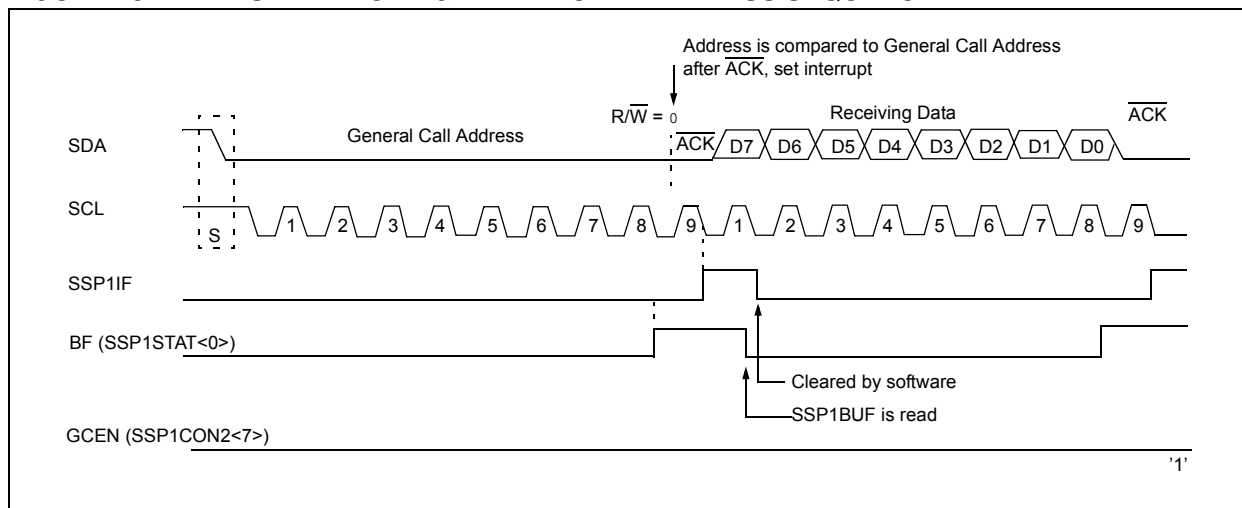 Address is compared to General Call Address
after ACK, set interrupt
R/W = 0
Receiving Data
ACK
SDA
General Call Address
ACK D7 D6 D5 D4 D3 D2 D1 D0
SCL
S
1 2 3 4 5 6 7 8 9 1 2 3 4 5 6 7 8 9
SSP1IF
BF (SSP1STAT<0>)
Cleared by software
SSP1BUF is read
GCEN (SSP1CON2<7>)
’1’